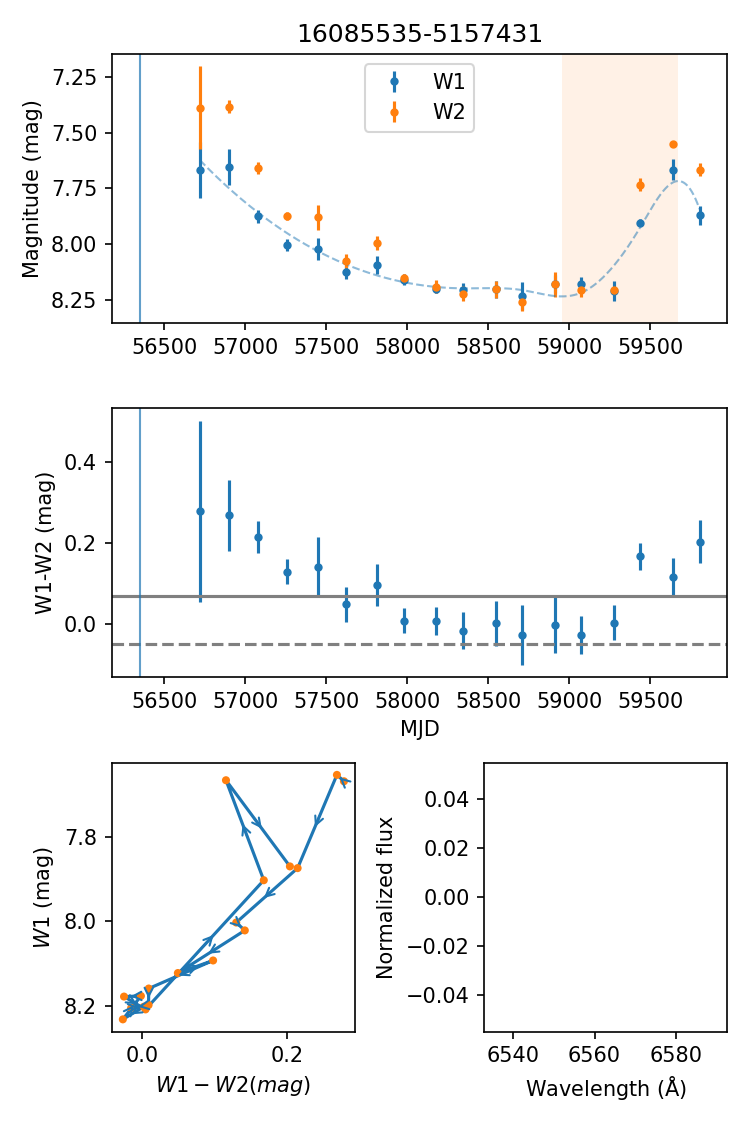 16085535-5157431
W1
W2
Magnitude (mag)
7.25
7.50
7.75
8.00
8.25
56500 57000 57500 58000 58500 59000 59500
W1-W2 (mag)
0.4
0.2
0.0
56500 57000 57500 58000 58500 59000 59500
MJD
W1 (mag)
7.8
8.0
8.2
0.0 0.2
W1 − W2(mag)
Normalized flux
0.04
0.02
0.00
−0.02
−0.04
6540 6560 6580
Wavelength (Å)